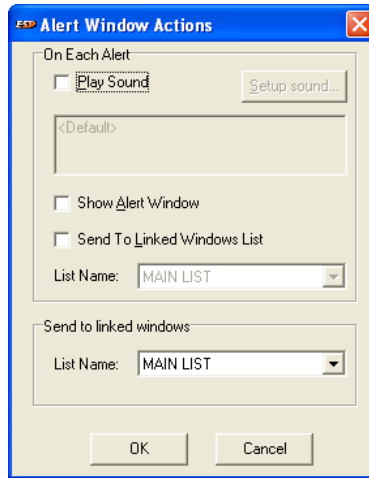 ESP Alert Window Actions
On Each Alert
Play Sound
Setup sound...
<Default>
Show Alert Window
Send To Linked Windows List
List Name: MAIN LIST
Send to linked windows
List Name: MAIN LIST
OK Cancel